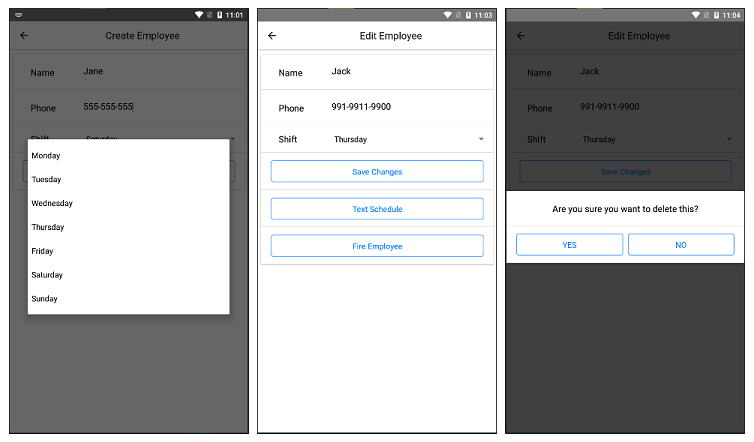 11:01
Create Employee
Name Jane
Phone 555-555-555
Shift Saturday
Monday
Tuesday
Wednesday
Thursday
Friday
Saturday
Sunday
11:03
Edit Employee
Name Jack
Phone 991-9911-9900
Shift Thursday
Save Changes
Text Schedule
Fire Employee
11:04
Edit Employee
Name Jack
Phone 991-9911-9900
Shift Thursday
Save Changes
Are you sure you want to delete this?
YES NO